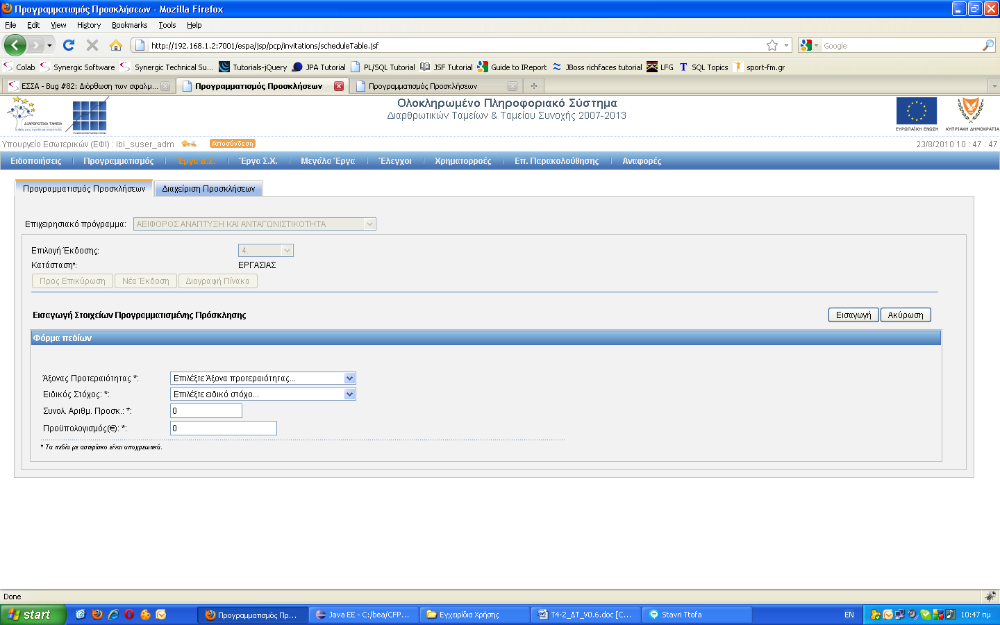 Προγραμματισμός Προσκλήσεων - Mozilla Firefox
File Edit View History Bookmarks Tools Help
http://192.168.1.2:7001/espa/jsp/pcp/invitations/scheduleTable.jsf
Google
Colab Synergic Software Synergic Technical Su... Tutorials-jQuery JPA Tutorial PL/SQL Tutorial JSF Tutorial Guide to IReport JBoss richfaces tutorial LFG SQL Topics sport-fm.gr
ΕΣΣΑ - Bug #82: Διόρθωση των σφαλμ... Προγραμματισμός Προσκλήσεων Προγραμματισμός Προσκλήσεων
Ολοκληρωμένο Πληροφοριακό Σύστημα
Διαρθρωτικών Ταμείων & Ταμείου Συνοχής 2007-2013
ΔΙΑΡΘΡΩΤΙΚΑ ΤΑΜΕΙΑ
ΕΥΡΩΠΑΪΚΗ ΕΝΩΣΗ ΚΥΠΡΙΑΚΗ ΔΗΜΟΚΡΑΤΙΑ
Υπουργείο Εσωτερικών (ΕΦΙ) : ibi_suser_adm Αποσύνδεση 23/8/2010 10 : 47 : 47
Ειδοποιήσεις Προγραμματισμός Έργα Δ.Σ. Έργα Σ.Χ. Μεγάλα Έργα Έλεγχοι Χρηματορροές Επ. Παρακολούθησης Αναφορές
Προγραμματισμός Προσκλήσεων Διαχείριση Προσκλήσεων
Επιχειρησιακό πρόγραμμα: ΑΕΙΦΟΡΟΣ ΑΝΑΠΤΥΞΗ ΚΑΙ ΑΝΤΑΓΩΝΙΣΤΙΚΟΤΗΤΑ
Επιλογή Έκδοσης: 4.
Κατάσταση*: ΕΡΓΑΣΙΑΣ
Προς Επικύρωση Νέα Έκδοση Διαγραφή Πίνακα
Εισαγωγή Στοιχείων Προγραμματισμένης Πρόσκλησης Εισαγωγή Ακύρωση
Φόρμα πεδίων
Άξονας Προτεραιότητας *: Επιλέξτε Άξονα προτεραιότητας...
Ειδικός Στόχος: *: Επιλέξτε ειδικό στόχο...
Συνολ. Αριθμ. Προσκ.: *: 0
Προϋπολογισμός(€): *: 0
* Τα πεδία με αστερίσκο είναι υποχρεωτικά.
Done
start Προγραμματισμός Πρ... Java EE - C:/bea/CFP... Εγχειρίδια Χρήσης T4-2_ΔΤ_V0.6.doc [C... Stavri Ttofa EN 10:47 πμ